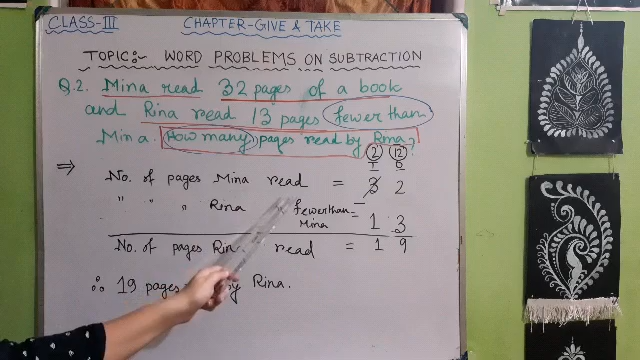 CLASS-III CHAPTER-GIVE & TAKE
TOPIC:- WORD PROBLEMS ON SUBTRACTION
Q.2. Mina read 32 pages of a book
and Rina read 13 pages fewer than
Mina. How many pages read by Rina?
2 12
T O
⇒ No. of pages Mina read = 3 2
" " " Rina " fewer than Mina = - 1 3
No. of pages Rina read = 1 9
∴ 19 pages by Rina.